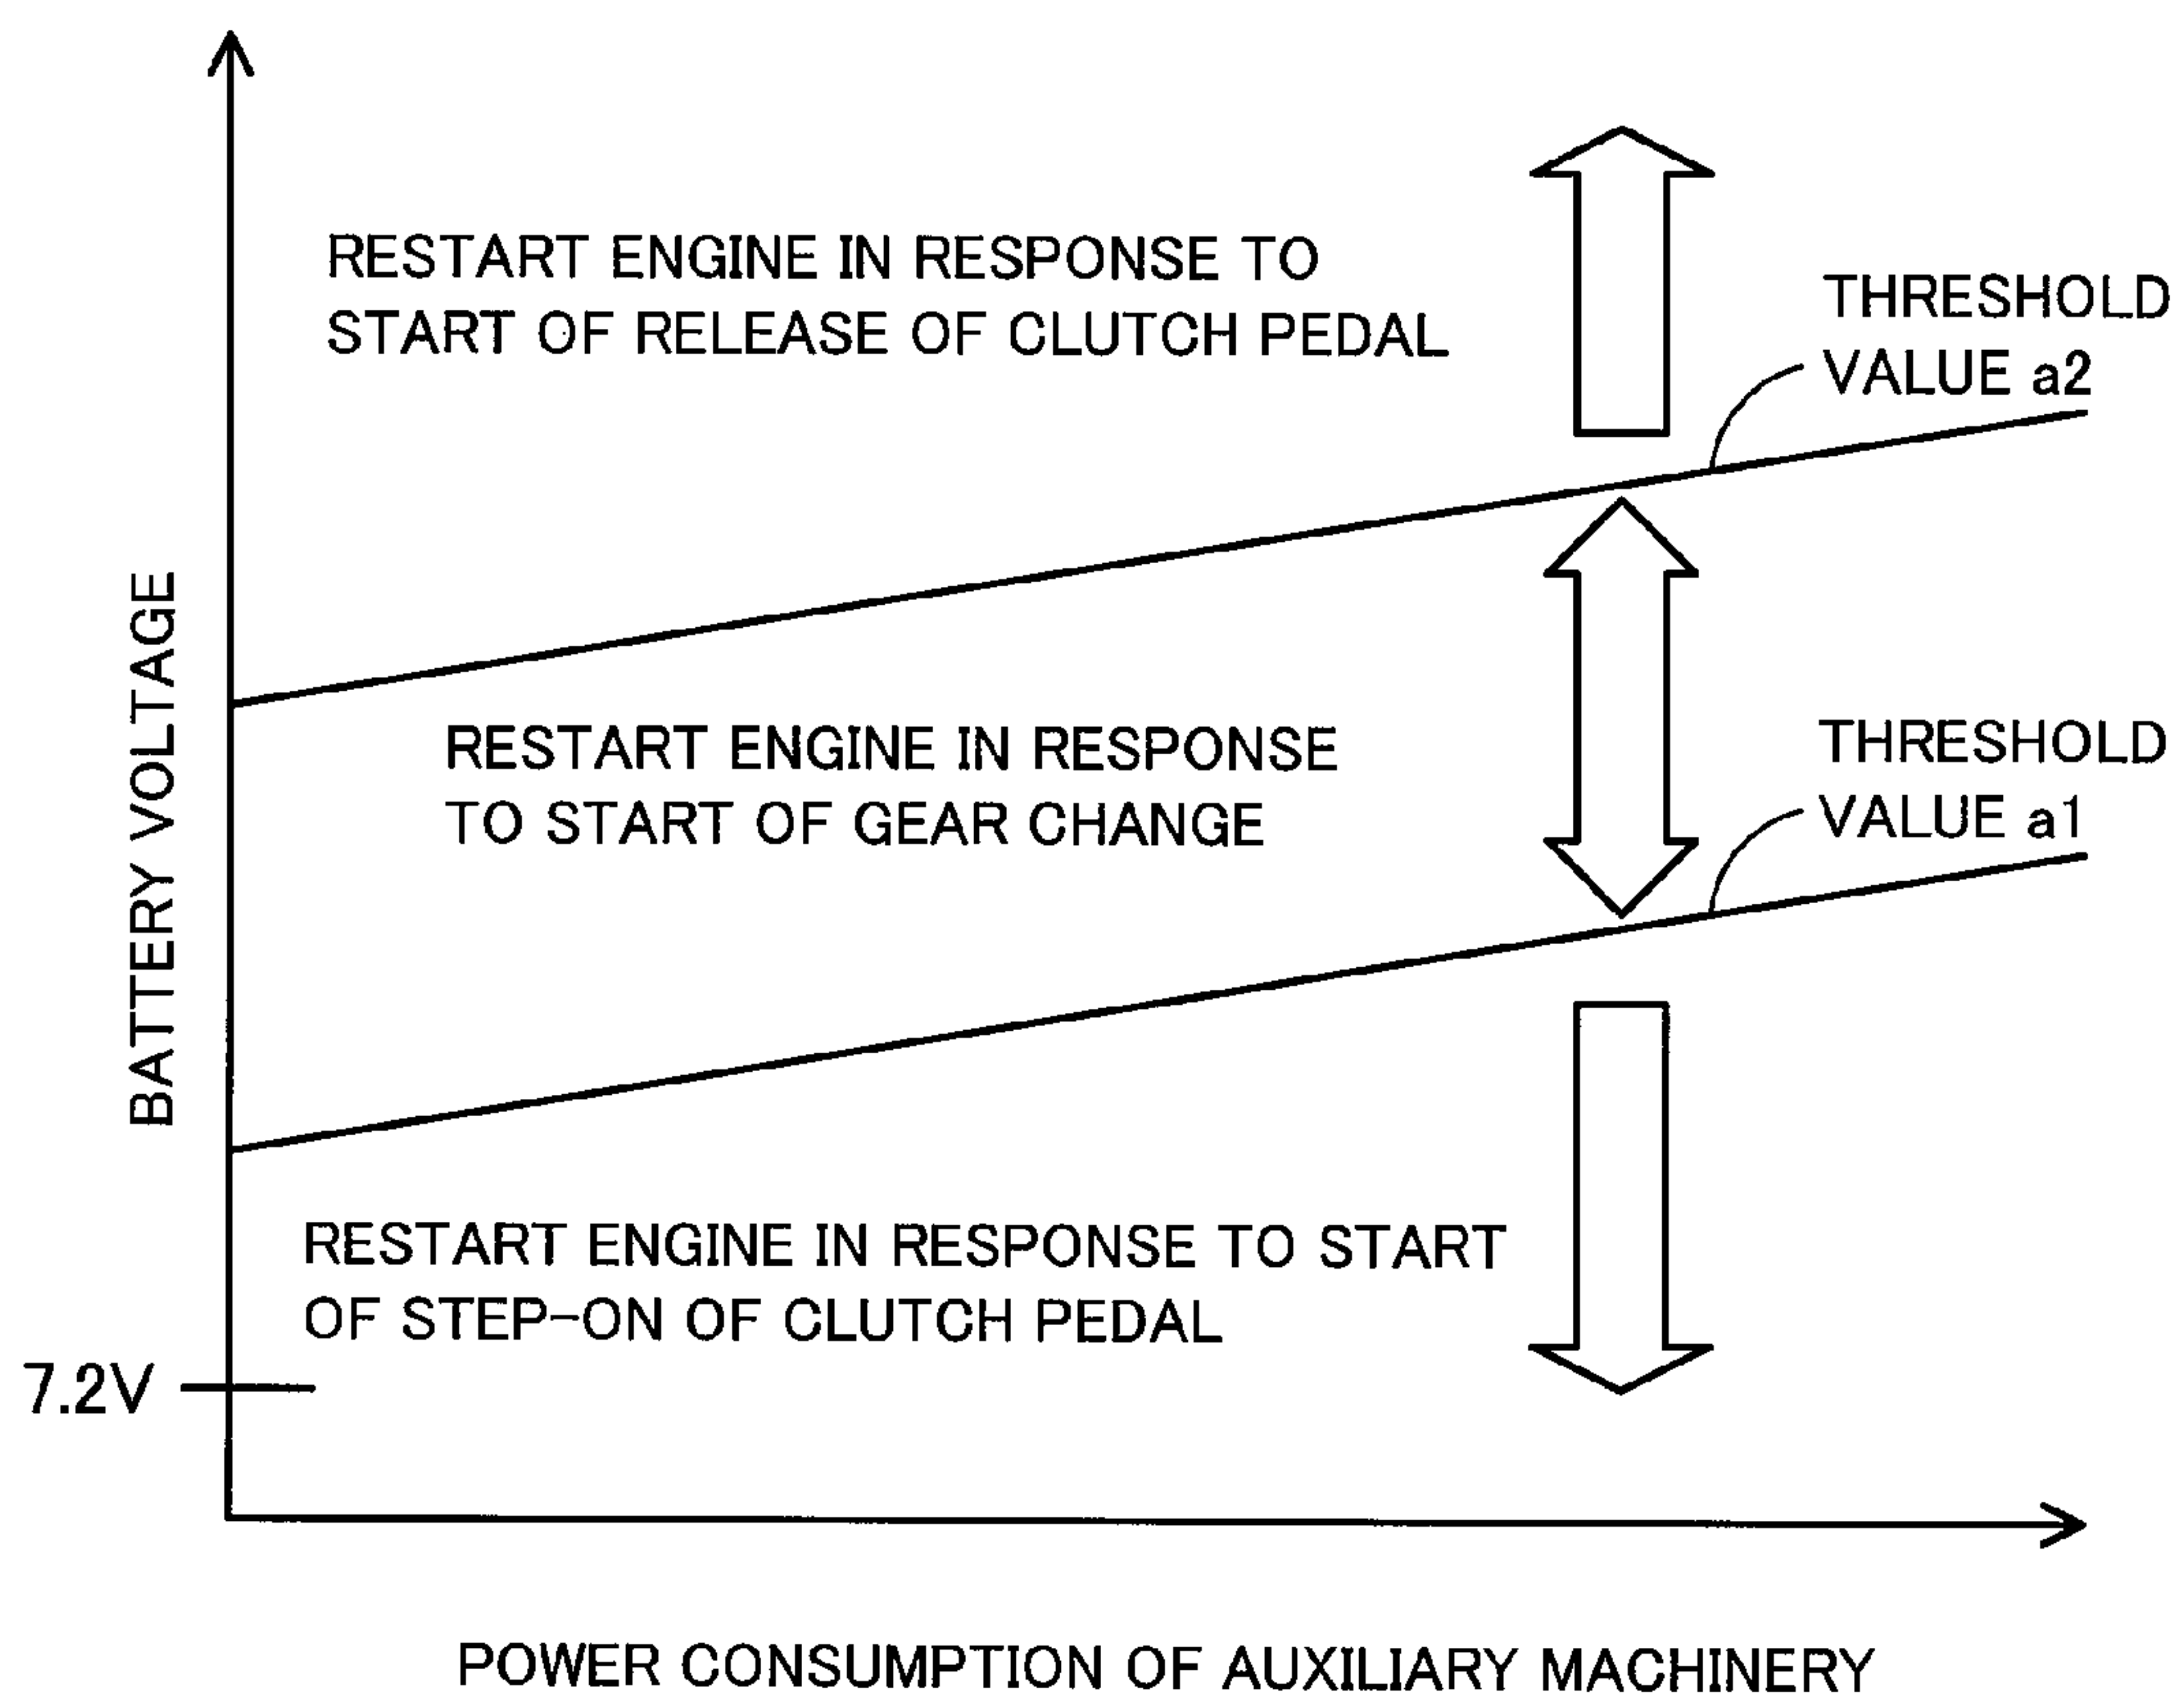 RESTART ENGINE IN RESPONSE TO
START OF RELEASE OF CLUTCH PEDAL
THRESHOLD
VALUE a2
BATTERY VOLTAGE
RESTART ENGINE IN RESPONSE
TO START OF GEAR CHANGE
THRESHOLD
VALUE a1
RESTART ENGINE IN RESPONSE TO START
OF STEP-ON OF CLUTCH PEDAL
7.2V
POWER CONSUMPTION OF AUXILIARY MACHINERY